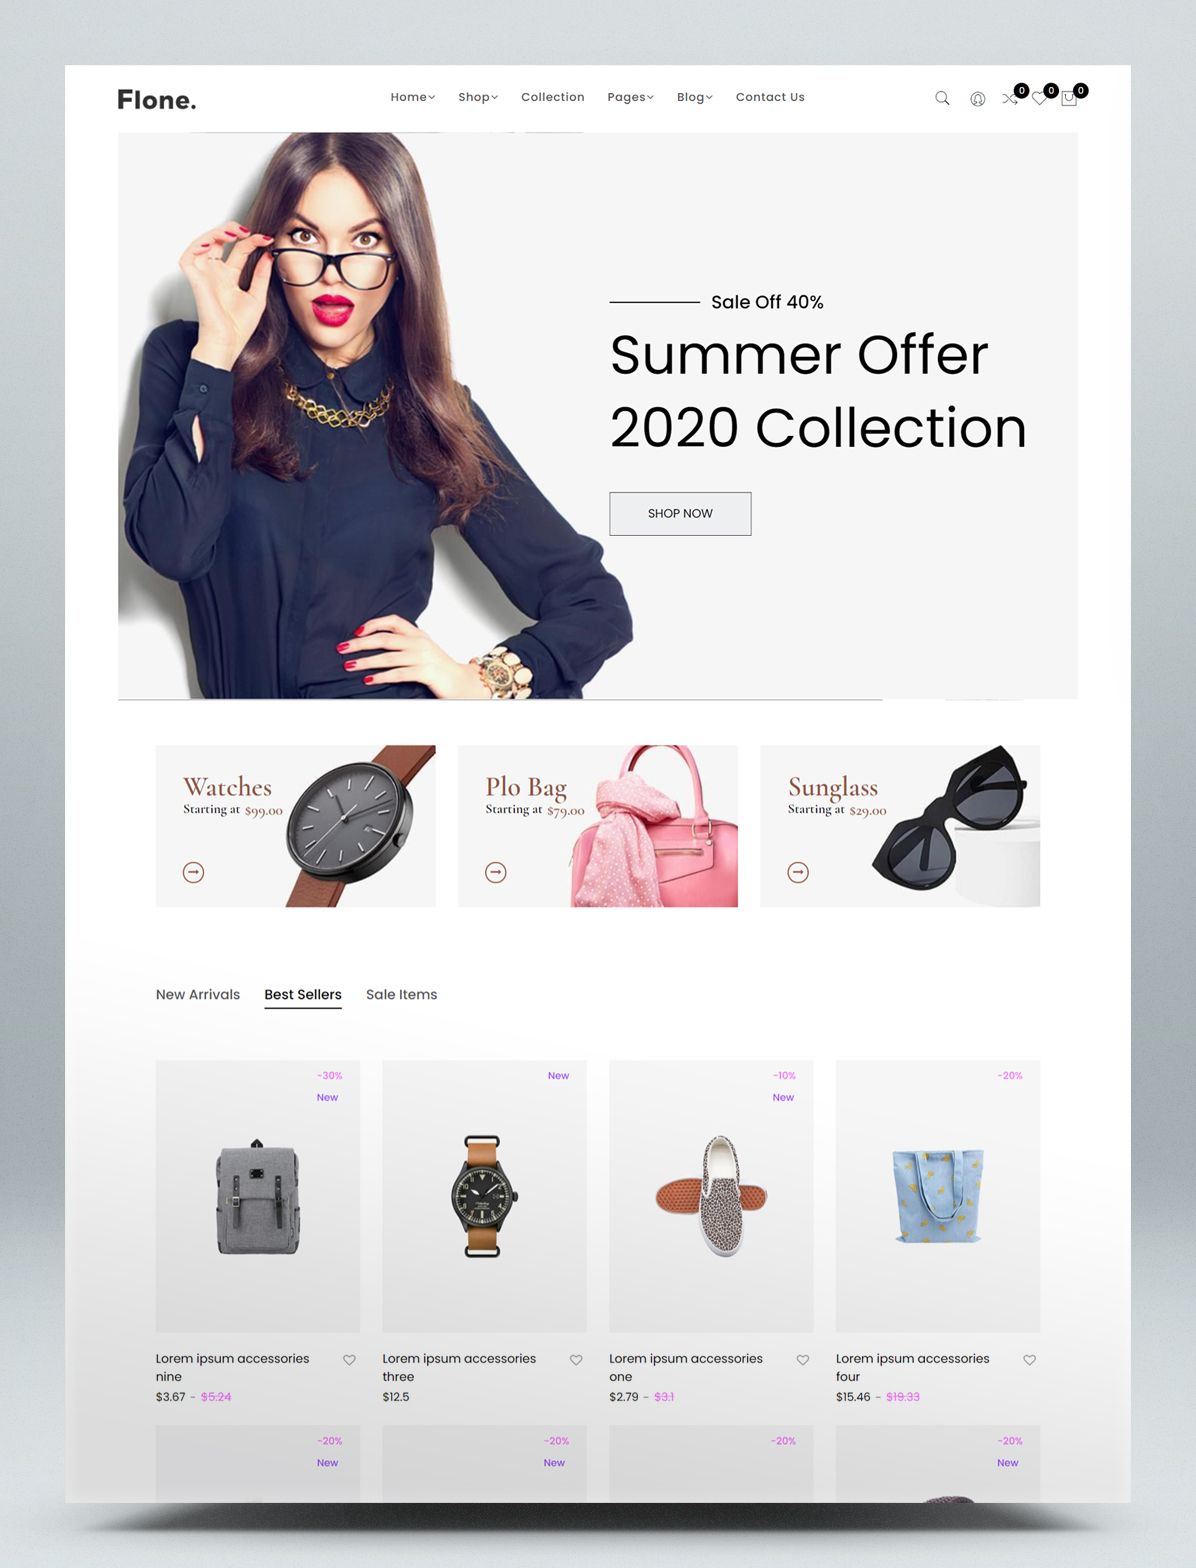 Flone.
Home Shop Collection Pages Blog Contact Us
0 0 0
Sale Off 40%
Summer Offer
2020 Collection
SHOP NOW
Watches
Starting at $99.00
Plo Bag
Starting at $79.00
Sunglass
Starting at $29.00
New Arrivals Best Sellers Sale Items
-30%
New
New
-10%
New
-20%
Lorem ipsum accessories
nine
$3.67 - $5.24
Lorem ipsum accessories
three
$12.5
Lorem ipsum accessories
one
$2.79 - $3.1
Lorem ipsum accessories
four
$15.46 - $19.33
-20%
New
-20%
New
-20%
-20%
New